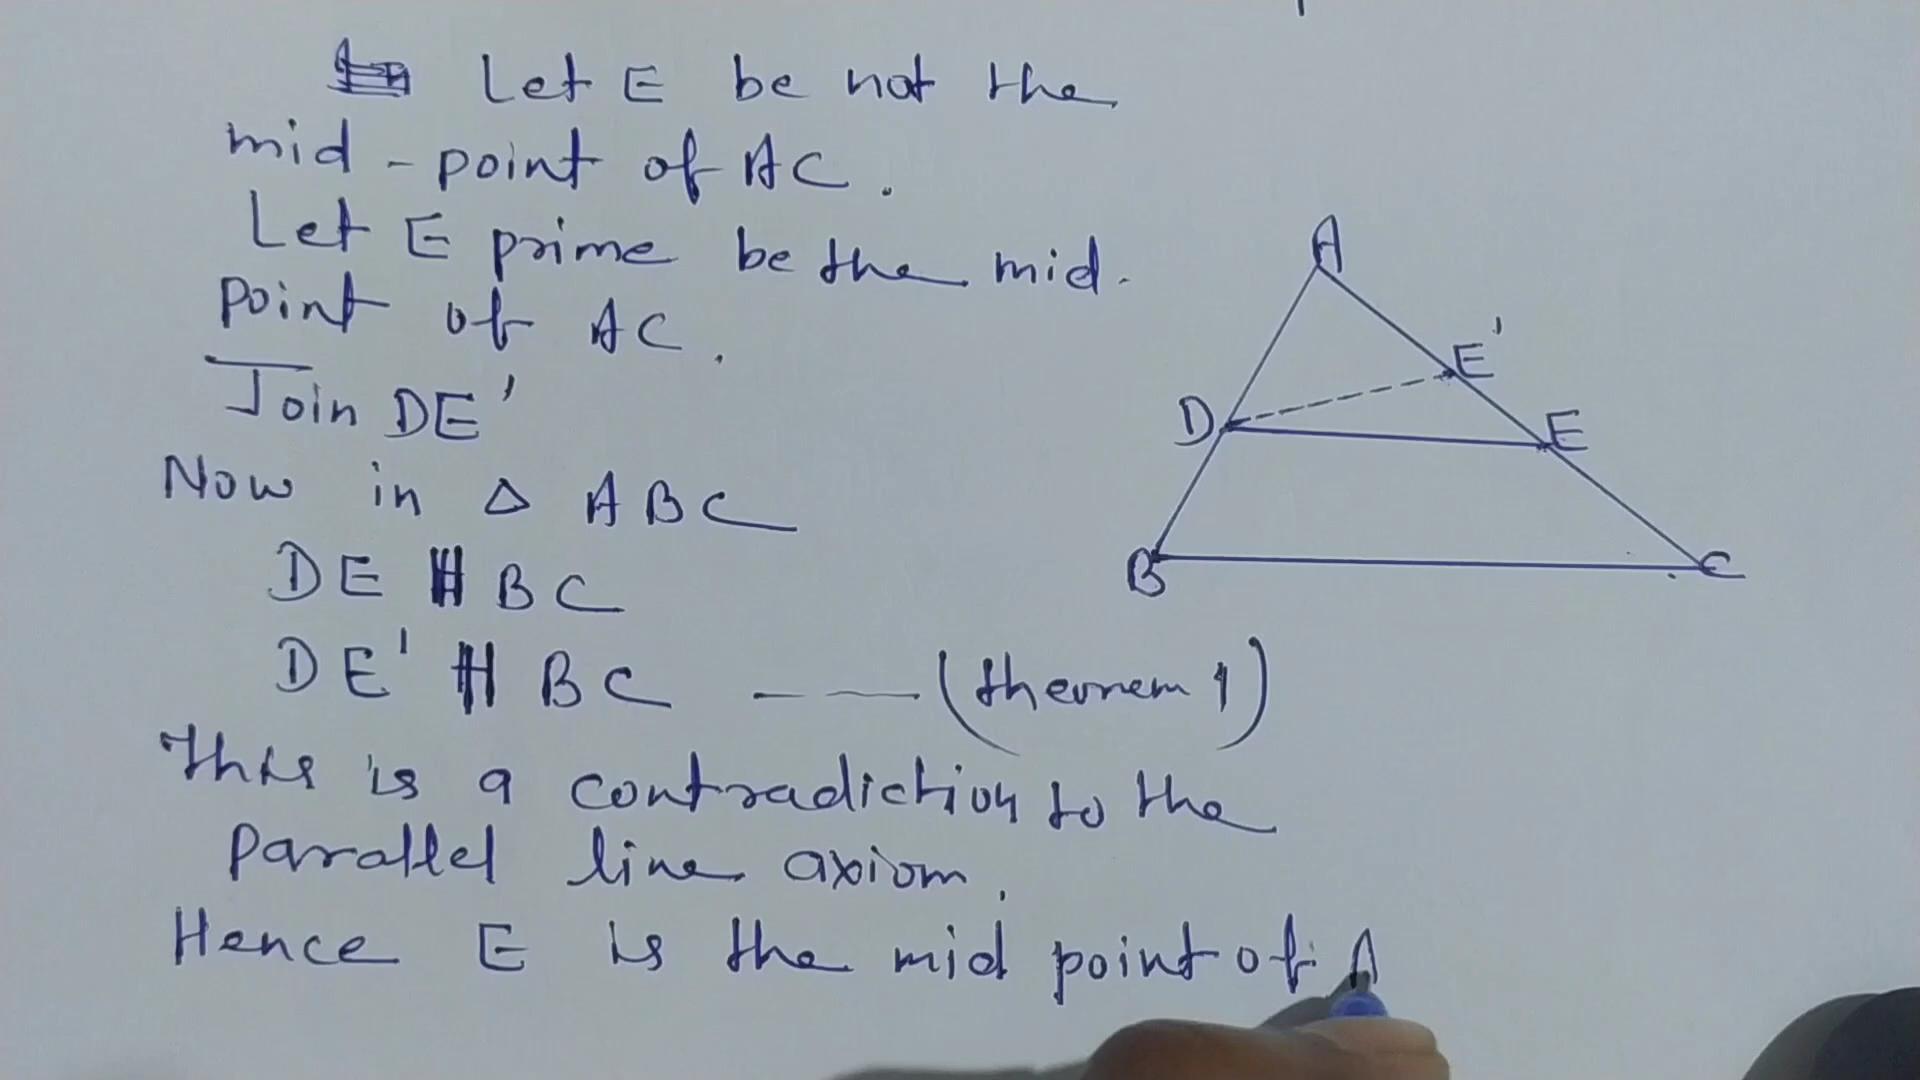 Let E be not the
mid-point of AC.
Let E prime be the mid-
point of AC.
Join DE'
Now in △ ABC
DE || BC
DE' || BC --- (theorem 1)
This is a contradiction to the
parallel line axiom.
Hence E is the mid point of A
A
E'
D
E
B
C